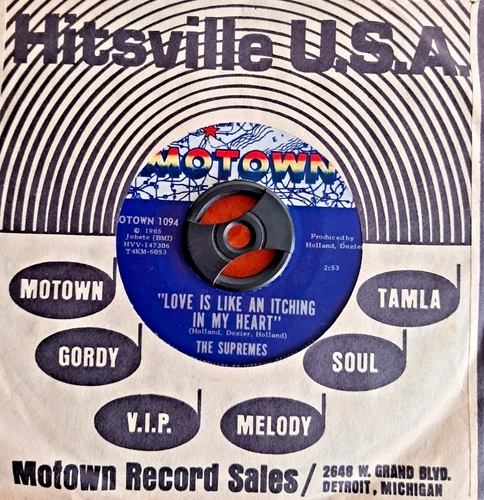 Hitsville U.S.A.
MOTOWN
OTOWN 1094
© 1965
Jobete (BMI)
HVV-147306
T4KM-6053
Produced by
Holland, Dozier
2:53
"LOVE IS LIKE AN ITCHING
IN MY HEART"
(Holland, Dozier, Holland)
THE SUPREMES
MOTOWN
TAMLA
GORDY
SOUL
V.I.P.
MELODY
Motown Record Sales/
2648 W. GRAND BLVD.
DETROIT, MICHIGAN